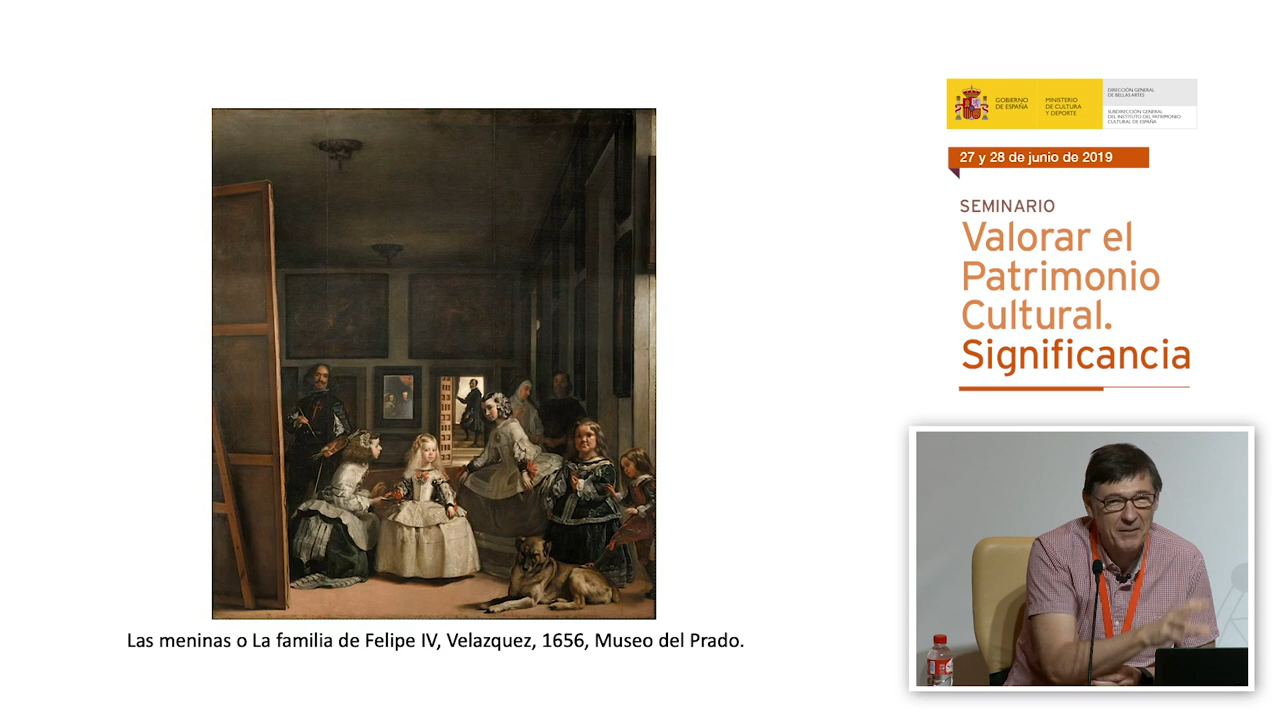 GOBIERNO
DE ESPAÑA
MINISTERIO
DE CULTURA
Y DEPORTE
DIRECCIÓN GENERAL
DE BELLAS ARTES
SUBDIRECCIÓN GENERAL
DEL INSTITUTO DEL PATRIMONIO
CULTURAL DE ESPAÑA
27 y 28 de junio de 2019
SEMINARIO
Valorar el
Patrimonio
Cultural.
Significancia
Las meninas o La familia de Felipe IV, Velazquez, 1656, Museo del Prado.